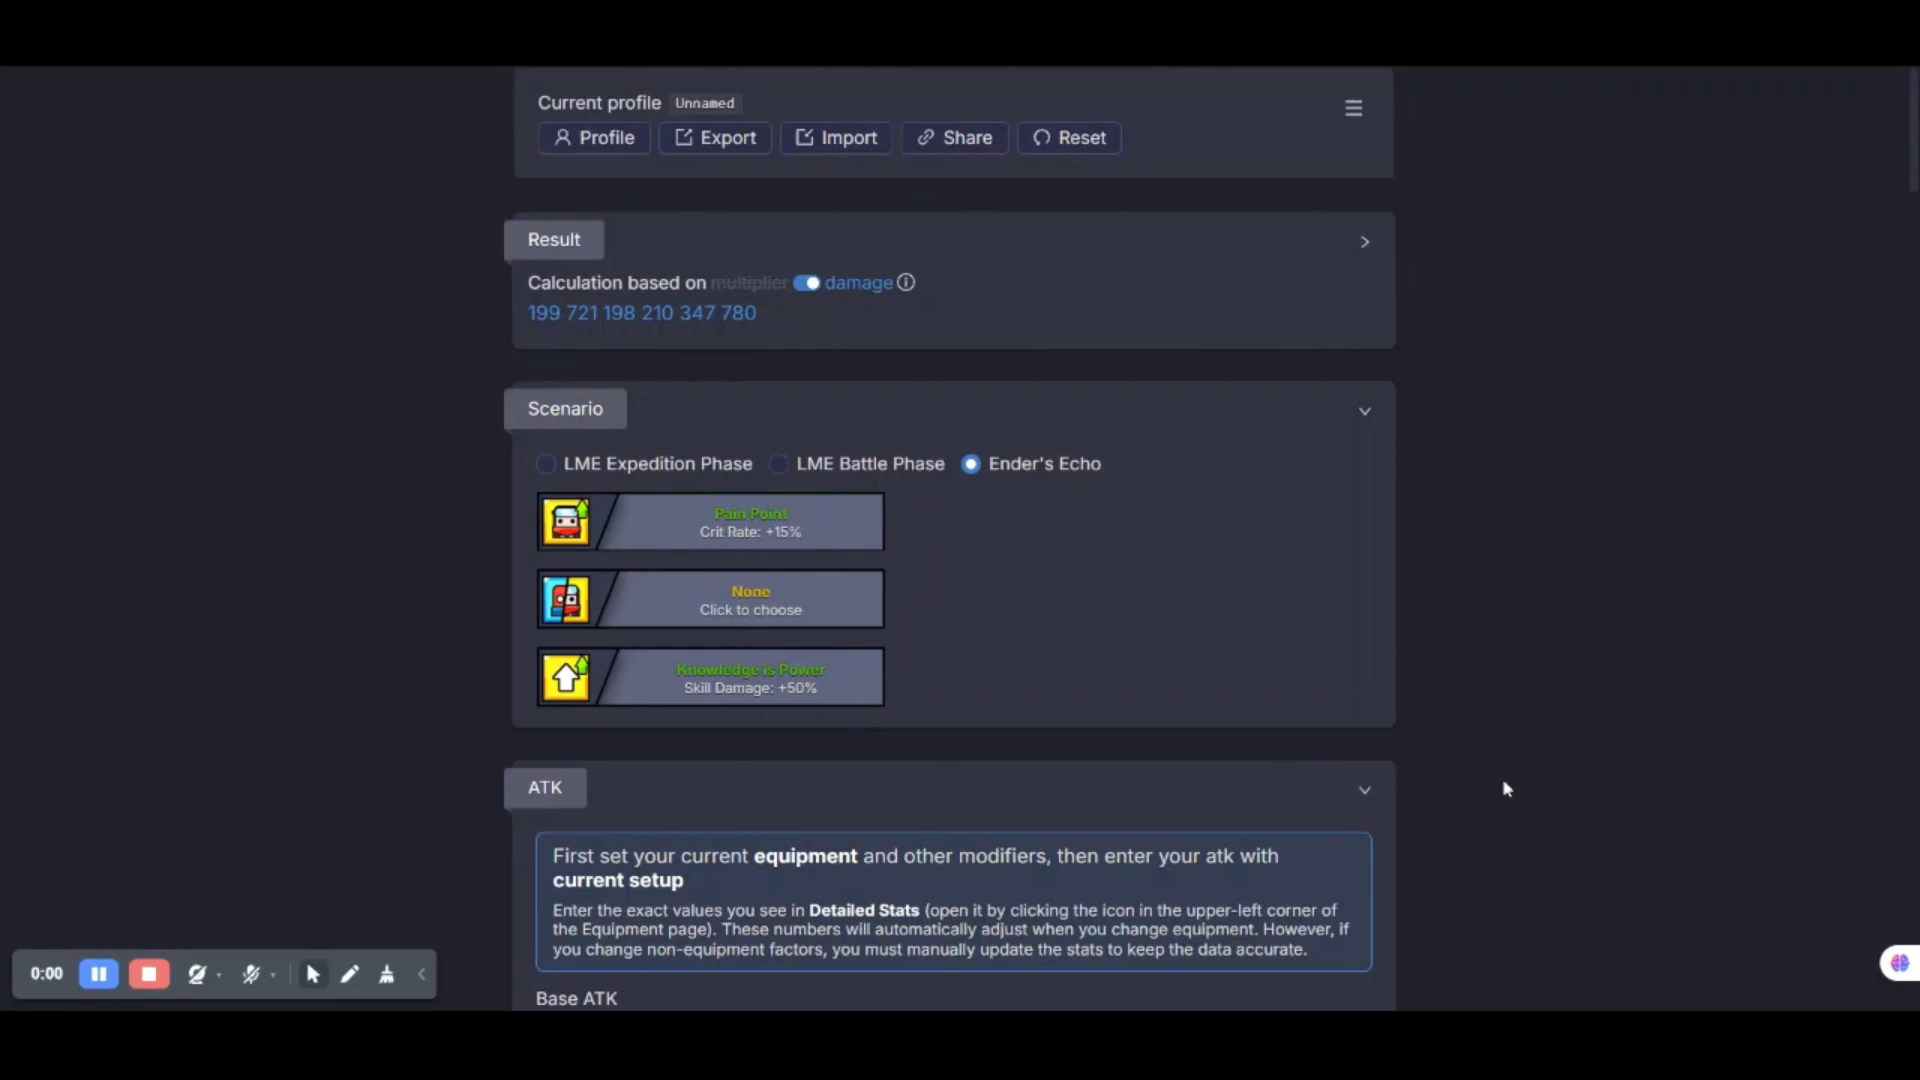 Current profile Unnamed
Profile Export Import Share Reset
Result
Calculation based on multiplier damage
199 721 198 210 347 780
Scenario
LME Expedition Phase LME Battle Phase Ender's Echo
Pain Point
Crit Rate: +15%
None
Click to choose
Knowledge is Power
Skill Damage: +50%
ATK
First set your current equipment and other modifiers, then enter your atk with
current setup
Enter the exact values you see in Detailed Stats (open it by clicking the icon in the upper-left corner of
the Equipment page). These numbers will automatically adjust when you change equipment. However, if
you change non-equipment factors, you must manually update the stats to keep the data accurate.
0:00
Base ATK